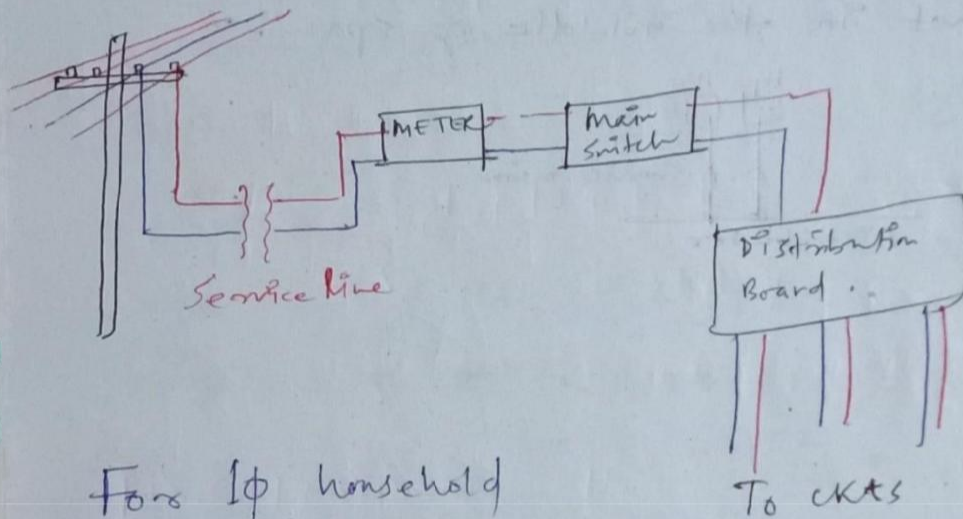 METER
Main
Switch
Service line
Distribution
Board .
For 1ϕ household
To CKts